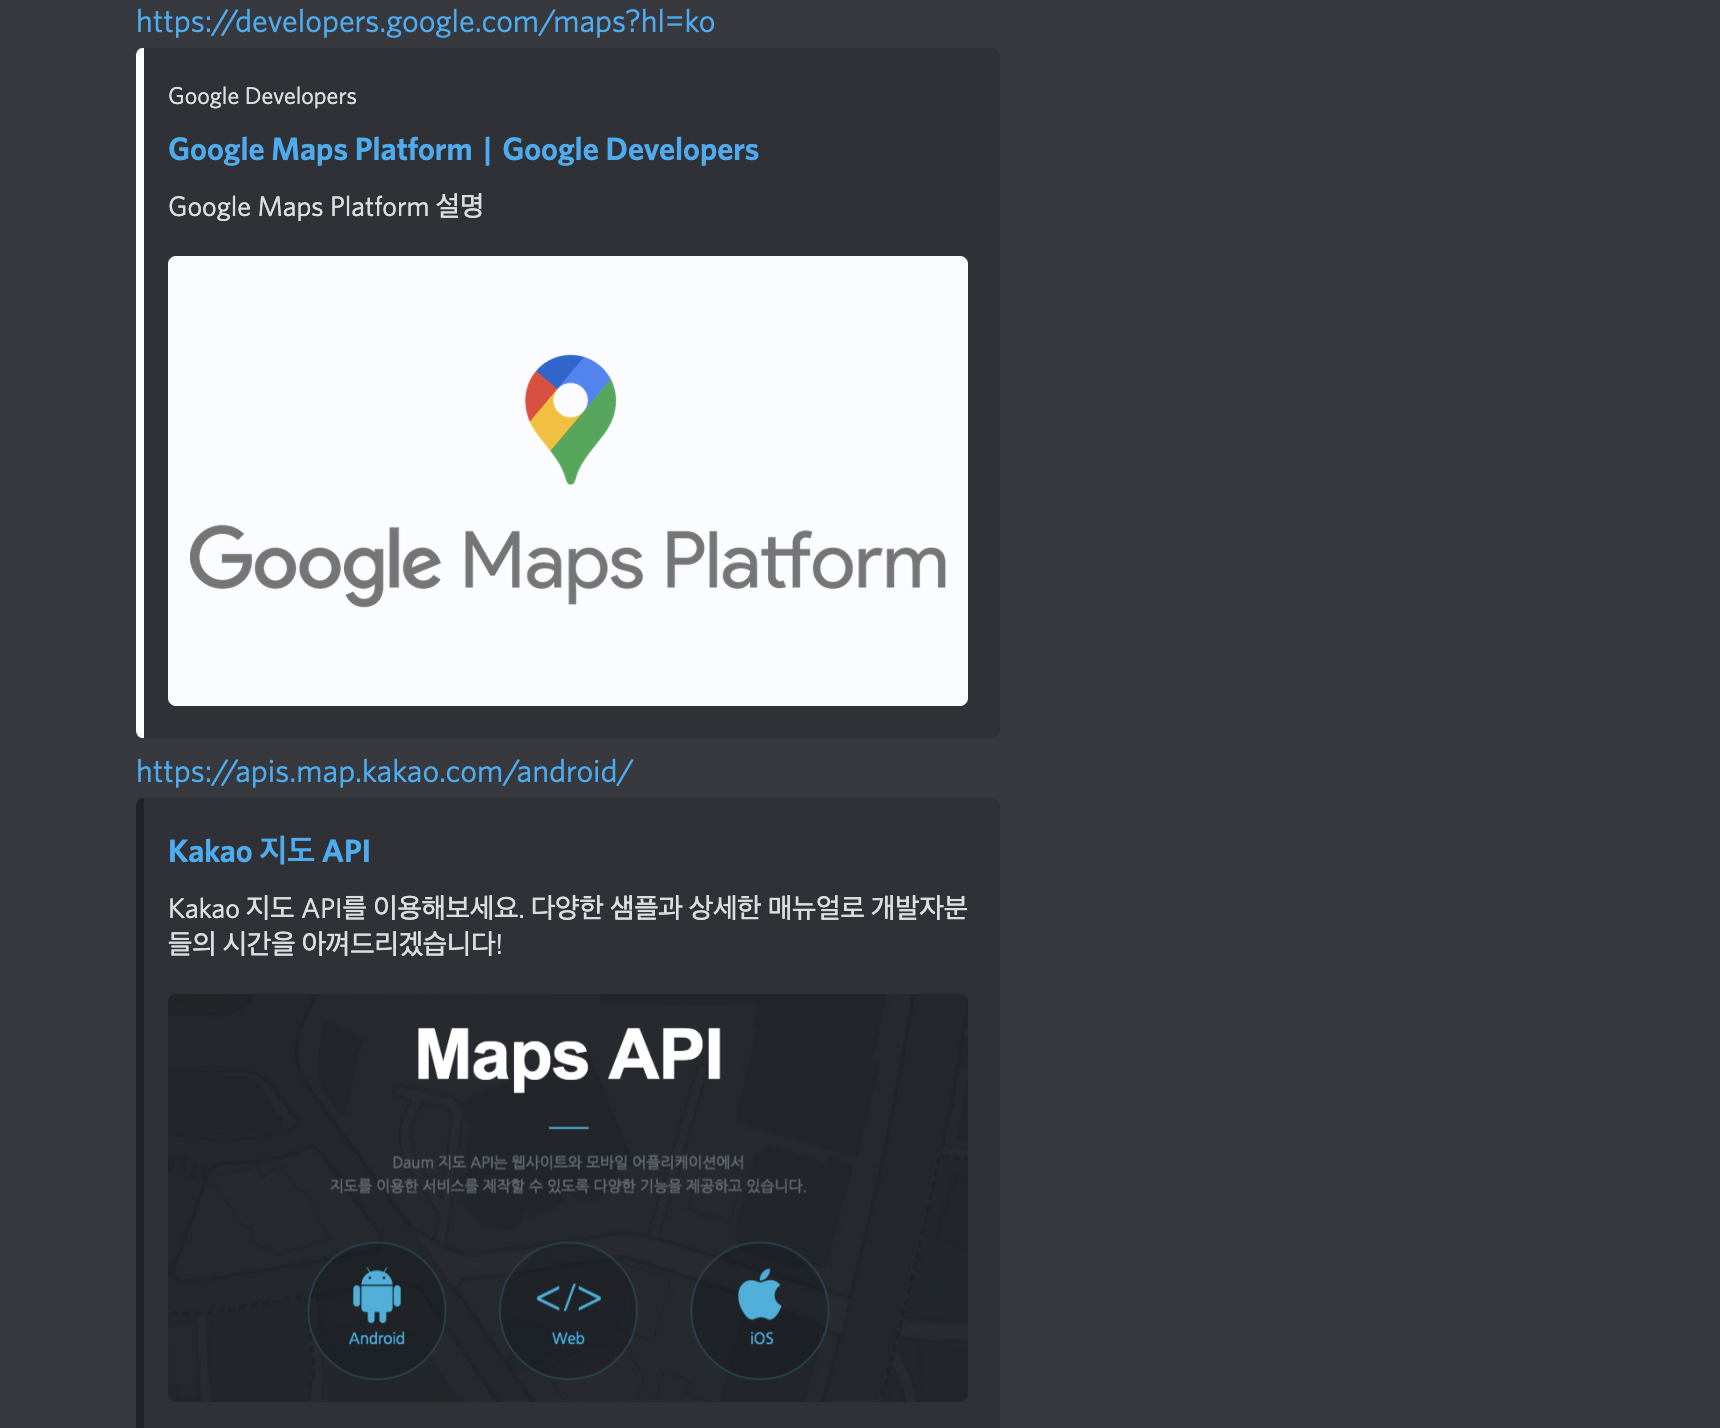 https://developers.google.com/maps?hl=ko
Google Developers
Google Maps Platform | Google Developers
Google Maps Platform 설명
Google Maps Platform
https://apis.map.kakao.com/android/
Kakao 지도 API
Kakao 지도 API를 이용해보세요. 다양한 샘플과 상세한 매뉴얼로 개발자분
들의 시간을 아껴드리겠습니다!
Maps API
Daum 지도 API는 웹사이트와 모바일 어플리케이션에서
지도를 이용한 서비스를 제작할 수 있도록 다양한 기능을 제공하고 있습니다.
Android
</>
Web
iOS